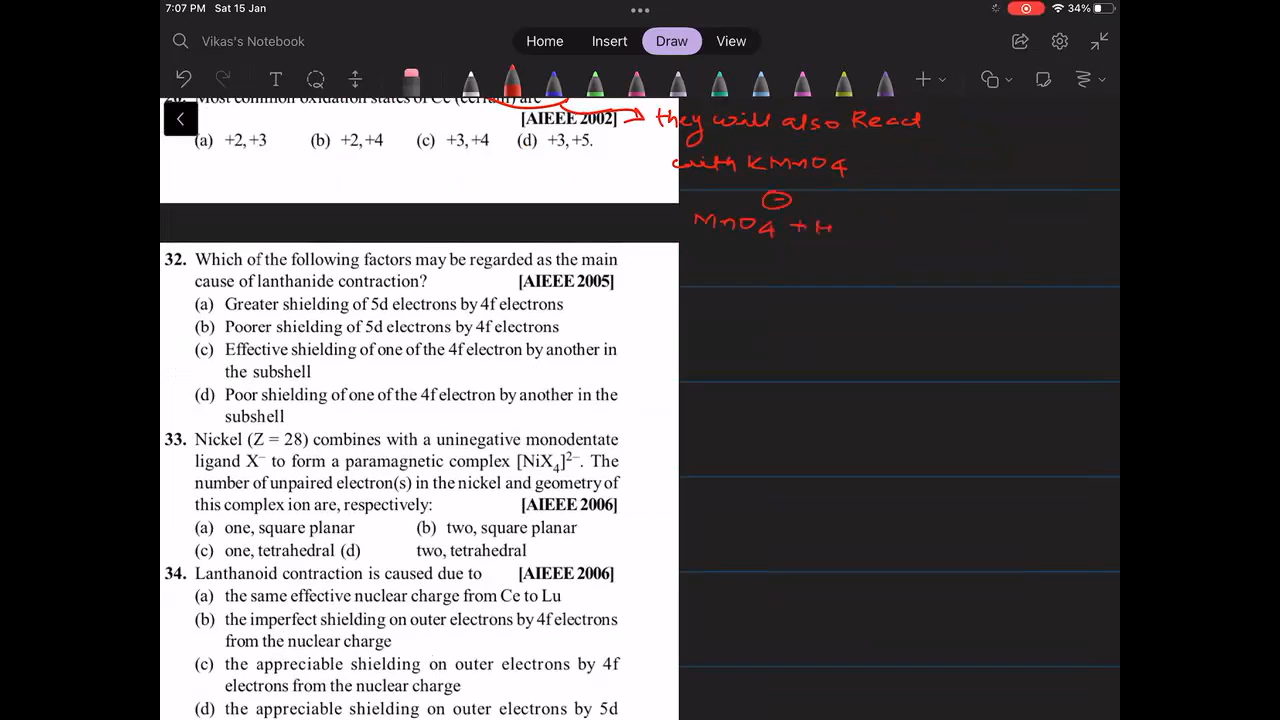 7:07 PM Sat 15 Jan
34%
Vikas's Notebook
Home Insert Draw View
Most common oxidation states of Ce (cerium) are
[AIEEE 2002]
(a) +2, +3 (b) +2, +4 (c) +3, +4 (d) +3, +5.
they will also React
with KMnO4
MnO4⊖ + H
32. Which of the following factors may be regarded as the main
cause of lanthanide contraction? [AIEEE 2005]
(a) Greater shielding of 5d electrons by 4f electrons
(b) Poorer shielding of 5d electrons by 4f electrons
(c) Effective shielding of one of the 4f electron by another in
the subshell
(d) Poor shielding of one of the 4f electron by another in the
subshell
33. Nickel (Z = 28) combines with a uninegative monodentate
ligand X⁻ to form a paramagnetic complex [NiX₄]²⁻. The
number of unpaired electron(s) in the nickel and geometry of
this complex ion are, respectively: [AIEEE 2006]
(a) one, square planar (b) two, square planar
(c) one, tetrahedral (d) two, tetrahedral
34. Lanthanoid contraction is caused due to [AIEEE 2006]
(a) the same effective nuclear charge from Ce to Lu
(b) the imperfect shielding on outer electrons by 4f electrons
from the nuclear charge
(c) the appreciable shielding on outer electrons by 4f
electrons from the nuclear charge
(d) the appreciable shielding on outer electrons by 5d